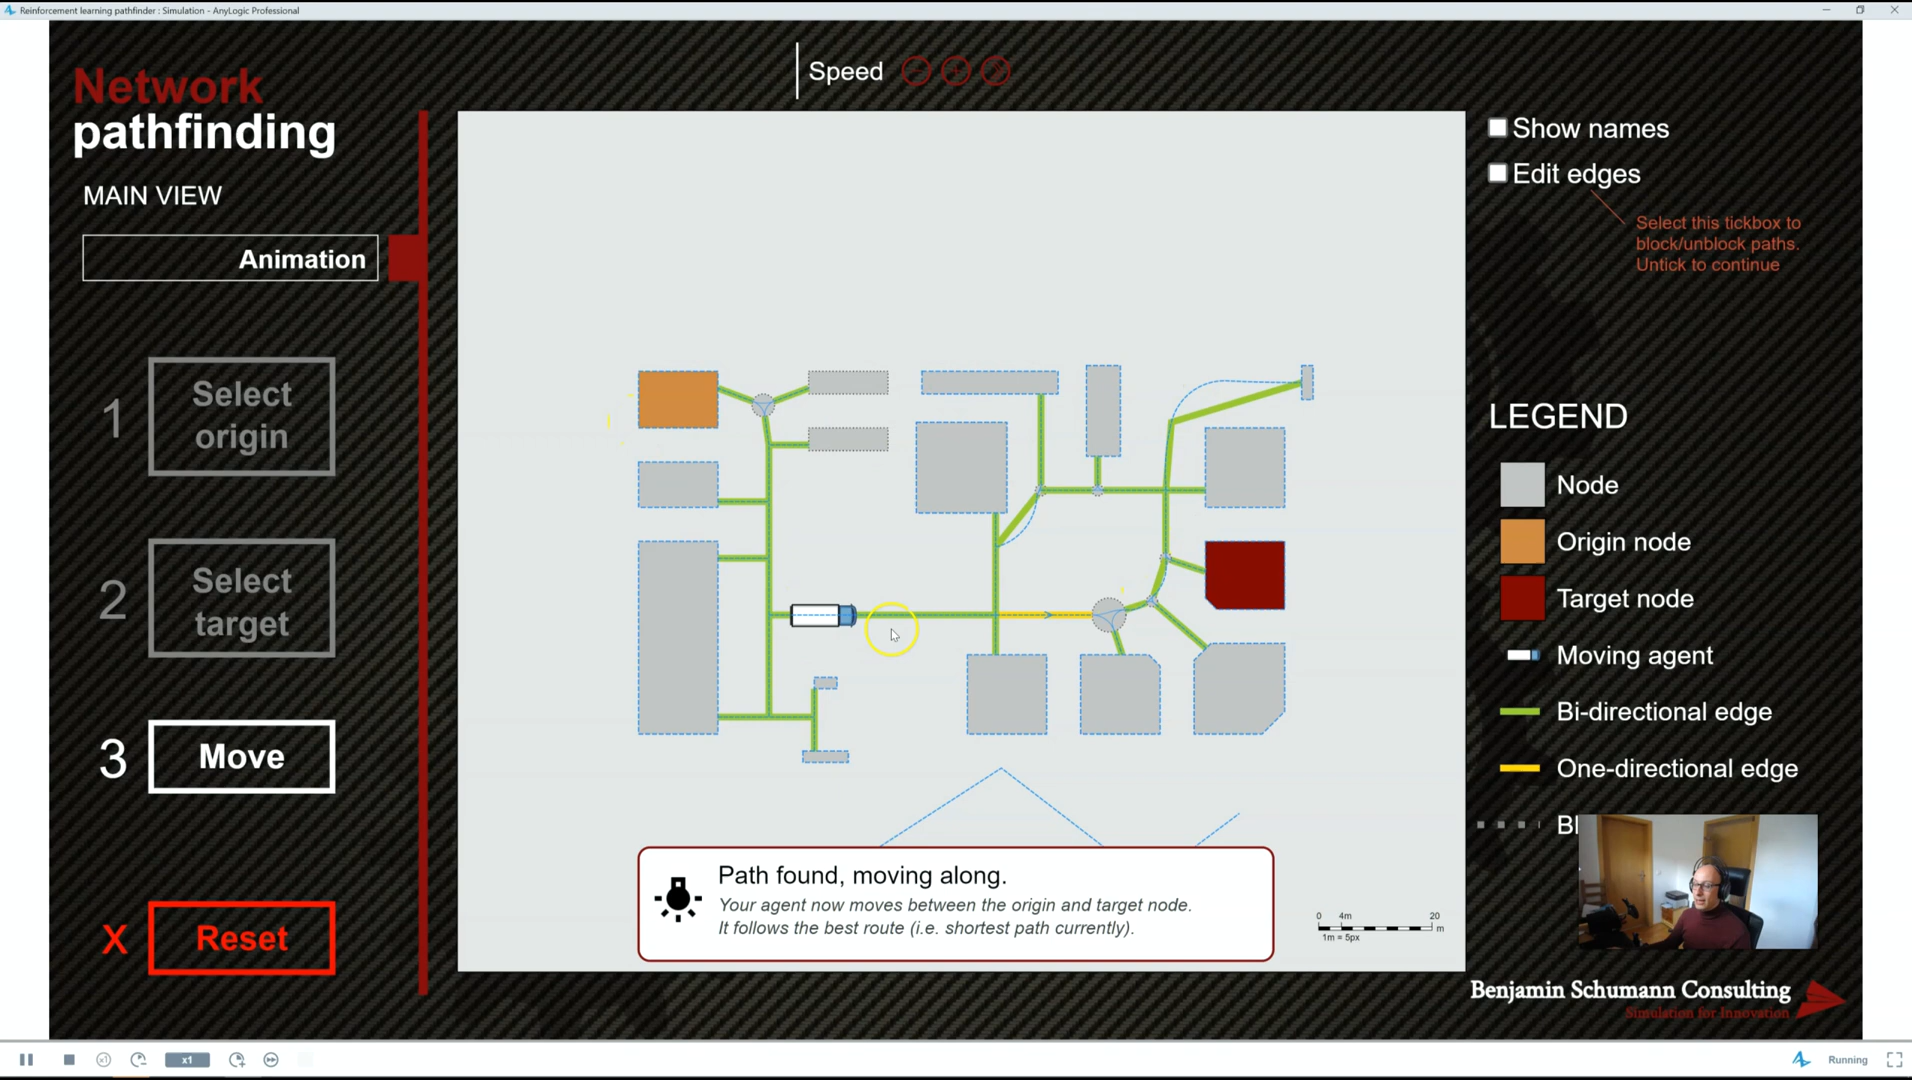 Reinforcement learning pathfinder : Simulation - AnyLogic Professional
Network
pathfinding
MAIN VIEW
Animation
1
Select
origin
2
Select
target
3
Move
X
Reset
Speed
Show names
Edit edges
Select this tickbox to
block/unblock paths.
Untick to continue
LEGEND
Node
Origin node
Target node
Moving agent
Bi-directional edge
One-directional edge
Path found, moving along.
Your agent now moves between the origin and target node.
It follows the best route (i.e. shortest path currently).
0 4m 20
m
1m = 5px
Benjamin Schumann Consulting
Simulation for Innovation
x1
x1
Running